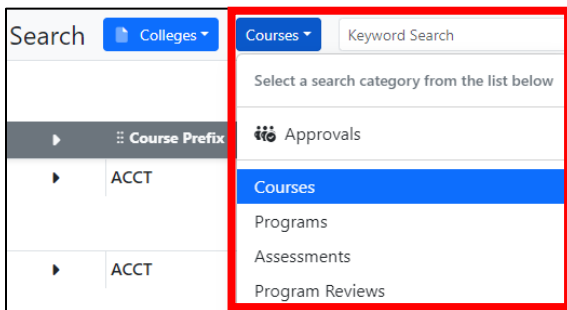 Search Colleges Courses Keyword Search
Select a search category from the list below
Approvals
Course Prefix
ACCT
Courses
Programs
Assessments
ACCT
Program Reviews